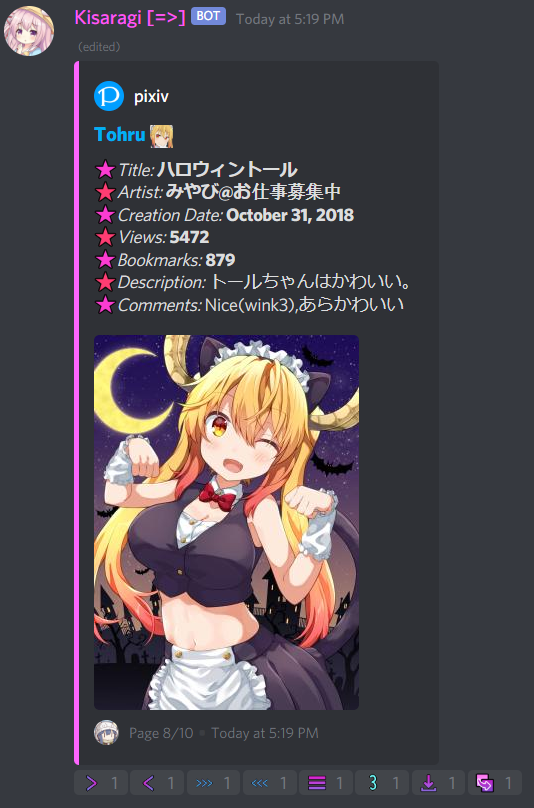 Kisaragi [=>] BOT Today at 5:19 PM
(edited)
pixiv
Tohru
Title: ハロウィントール
Artist: みやび@お仕事募集中
Creation Date: October 31, 2018
Views: 5472
Bookmarks: 879
Description: トールちゃんはかわいい。
Comments: Nice(wink3),あらかわいい
Page 8/10 • Today at 5:19 PM
> 1 < 1 >>> 1 <<< 1 1 3 1 1 1